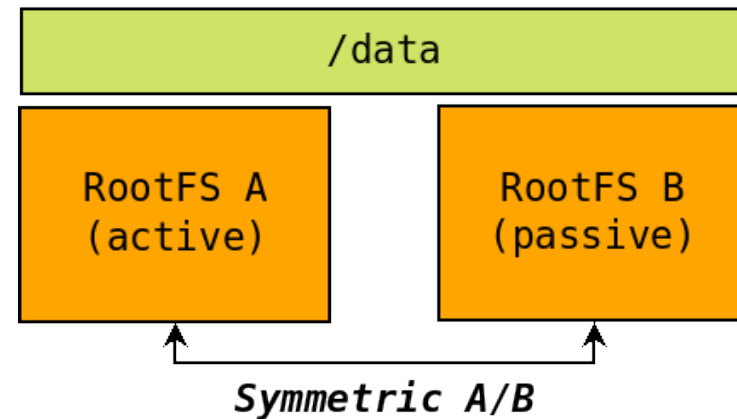 /data
RootFS A
(active)
RootFS B
(passive)
Symmetric A/B